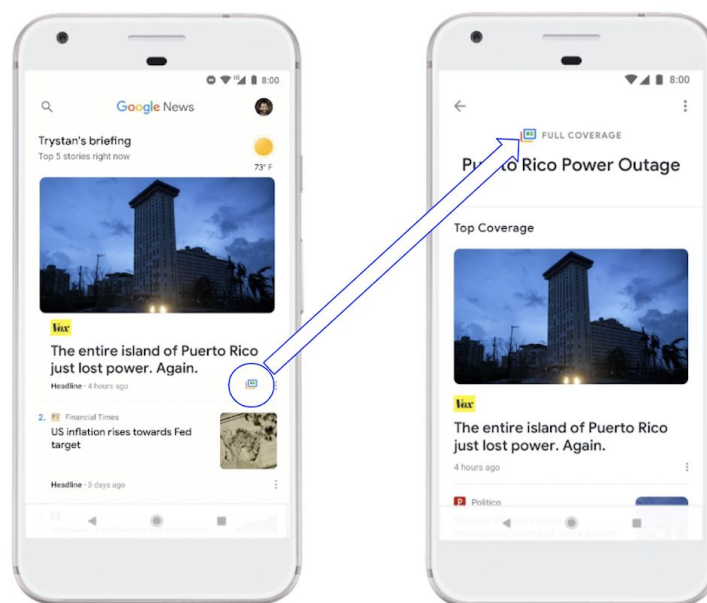 8:00
Google News
Trystan's briefing
Top 5 stories right now
73° F
Vox
The entire island of Puerto Rico
just lost power. Again.
Headline · 4 hours ago
2. Financial Times
US inflation rises towards Fed
target
Headline · 3 days ago
8:00
FULL COVERAGE
to Rico Power Outage
Top Coverage
Vox
The entire island of Puerto Rico
just lost power. Again.
4 hours ago
P Politico